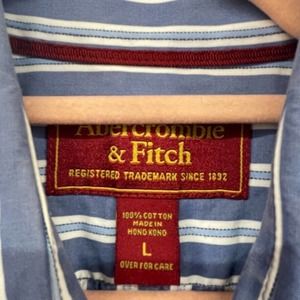 Abercrombie
& Fitch
REGISTERED TRADEMARK SINCE 1892
100% COTTON
MADE IN
HONG KONG
L
OVER FOR CARE